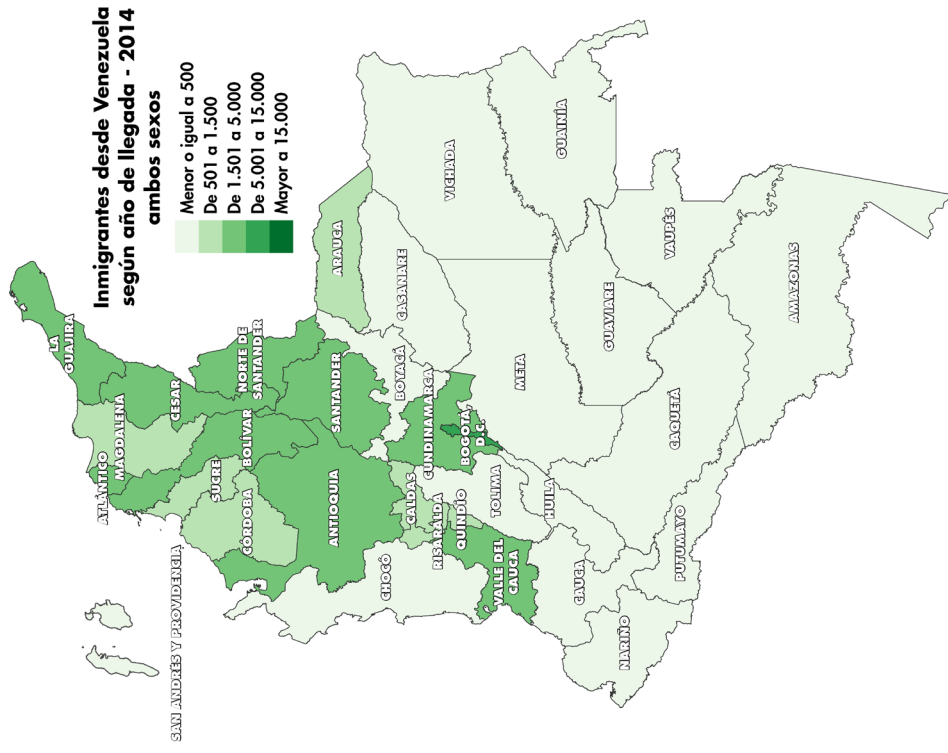 Inmigrantes desde Venezuela
según año de llegada - 2014
ambos sexos
Menor o igual a 500
De 501 a 1.500
De 1.501 a 5.000
De 5.001 a 15.000
Mayor a 15.000
SAN ANDRÉS Y PROVIDENCIA
LA
GUAJIRA
ATLÁNTICO
MAGDALENA
CESAR
SUCRE
BOLÍVAR
NORTE DE
SANTANDER
CÓRDOBA
ANTIOQUIA
SANTANDER
ARAUCA
CHOCÓ
CALDAS
BOYACÁ
CASANARE
RISARALDA
CUNDINAMARCA
VICHADA
QUINDÍO
BOGOTÁ
D.C.
VALLE DEL
CAUCA
TOLIMA
META
GUAINÍA
HUILA
CAUCA
GUAVIARE
NARIÑO
CAQUETÁ
VAUPÉS
PUTUMAYO
AMAZONAS